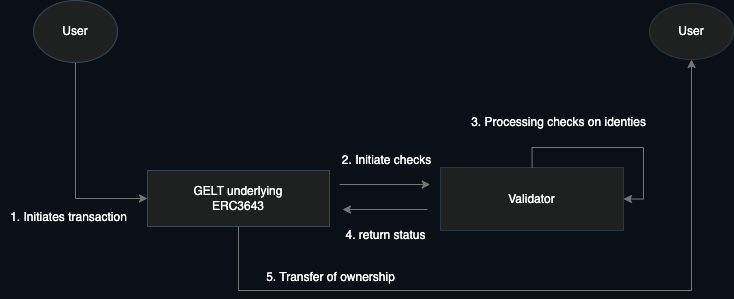 User
User
3. Processing checks on identies
2. Initiate checks
GELT underlying
ERC3643
Validator
1. Initiates transaction
4. return status
5. Transfer of ownership